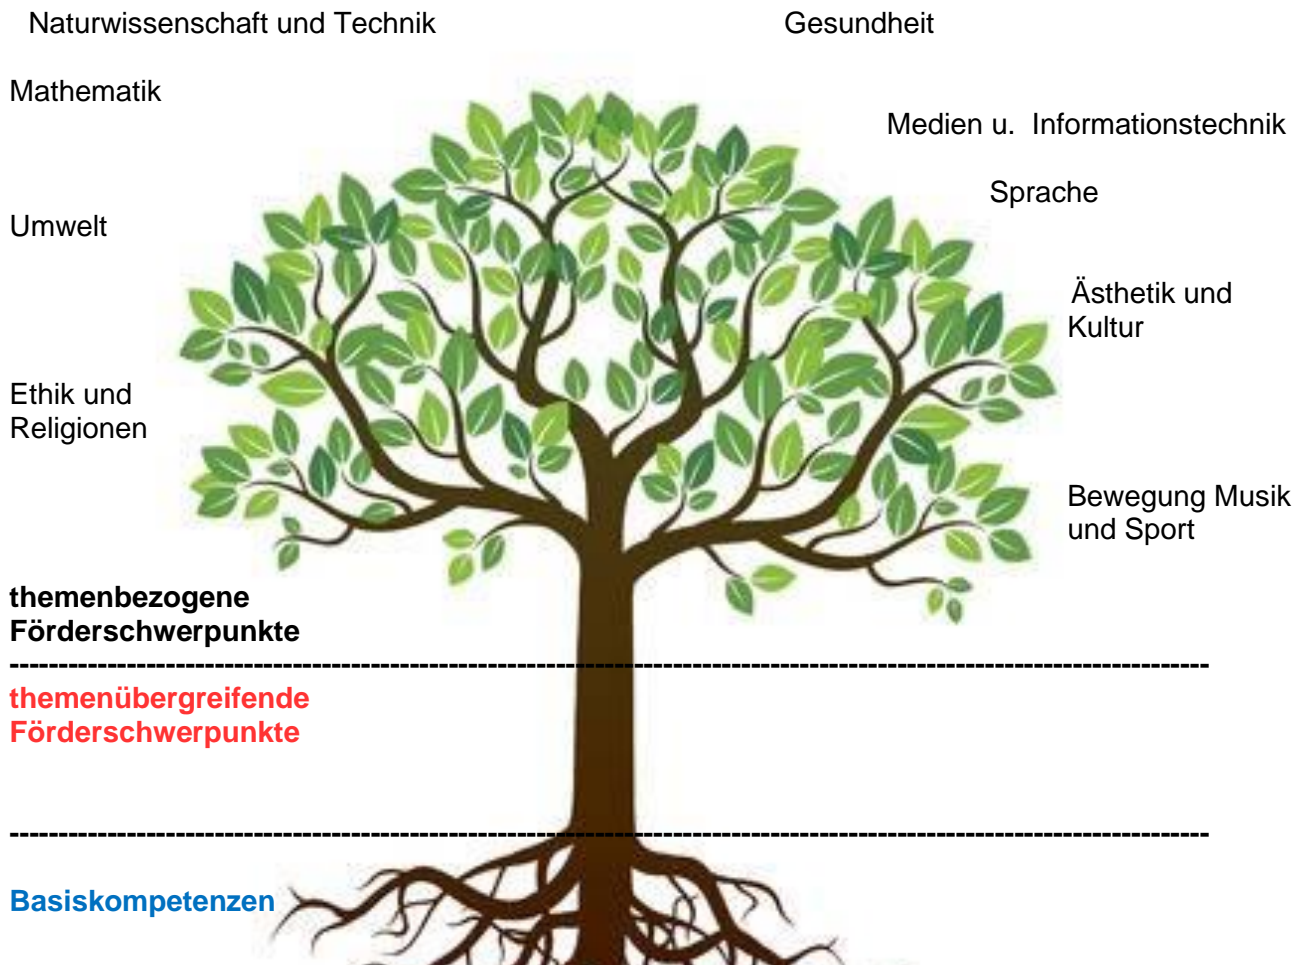 Naturwissenschaft und Technik
Gesundheit
Mathematik
Medien u. Informationstechnik
Sprache
Umwelt
Ästhetik und
Kultur
Ethik und
Religionen
Bewegung Musik
und Sport
themenbezogene
Förderschwerpunkte
themenübergreifende
Förderschwerpunkte
Basiskompetenzen